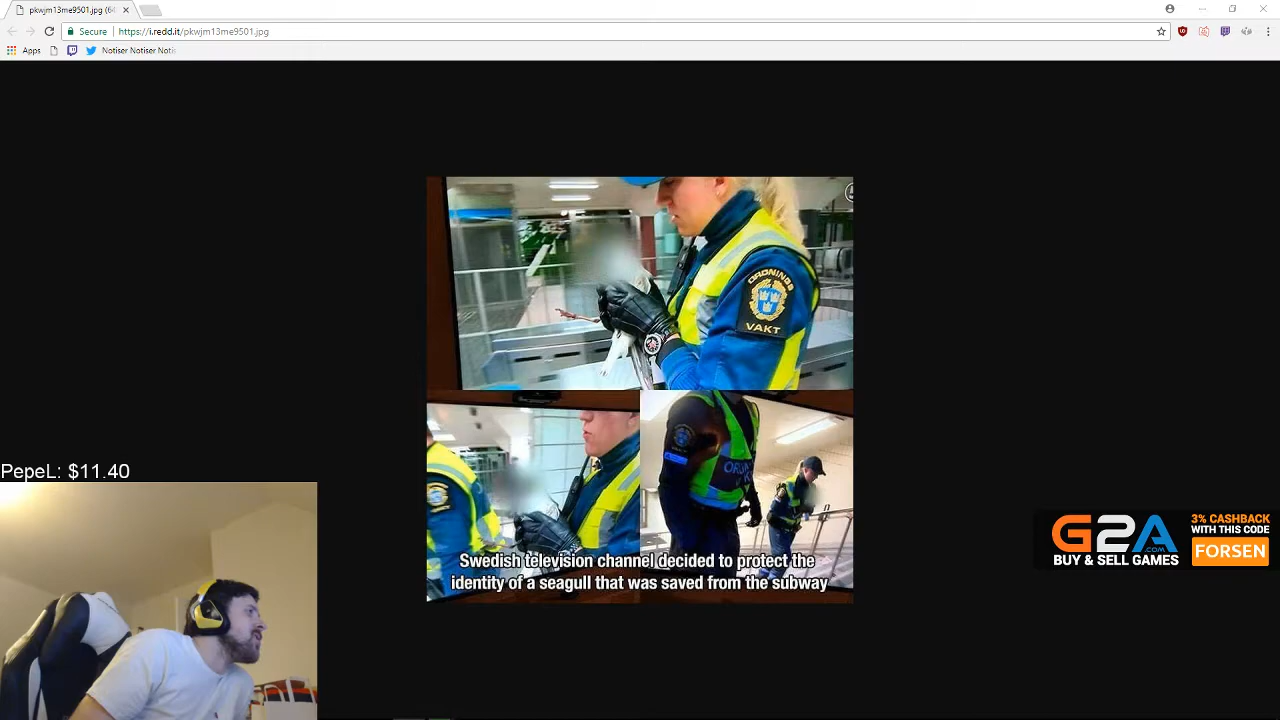 pkwjm13me9501.jpg (64
Secure
https://i.redd.it/pkwjm13me9501.jpg
Apps
Notiser Notiser Noti
ORDNINGS
VAKT
Swedish television channel decided to protect the
identity of a seagull that was saved from the subway
PepeL: $11.40
G2A
.COM
BUY & SELL GAMES
3% CASHBACK
WITH THIS CODE
FORSEN